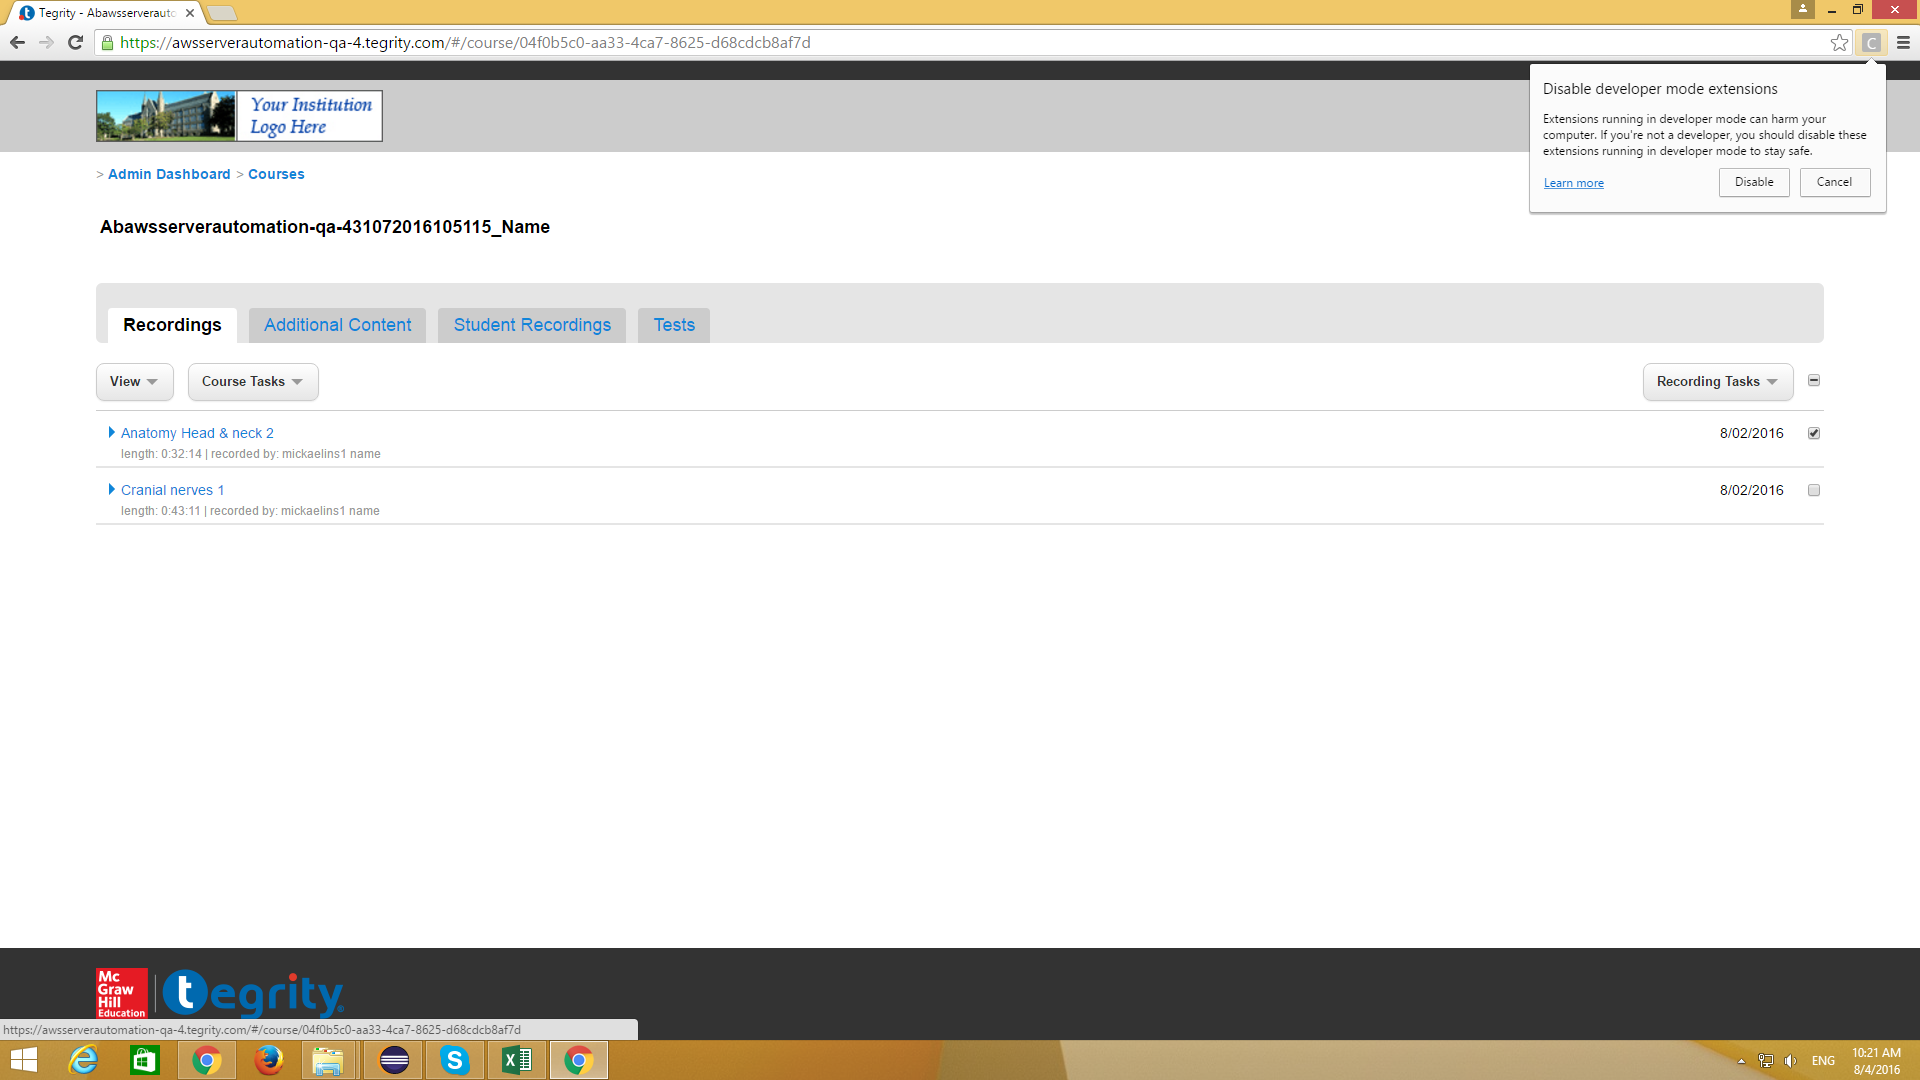 Tegrity - Abawsserverauto
https://awsserverautomation-qa-4.tegrity.com/#/course/04f0b5c0-aa33-4ca7-8625-d68cdcb8af7d
C
Disable developer mode extensions
Extensions running in developer mode can harm your
computer. If you're not a developer, you should disable these
extensions running in developer mode to stay safe.
Learn more
Disable
Cancel
Your Institution
Logo Here
> Admin Dashboard > Courses
Abawsserverautomation-qa-431072016105115_Name
Recordings
Additional Content
Student Recordings
Tests
View
Course Tasks
Recording Tasks
Anatomy Head & neck 2
8/02/2016
length: 0:32:14 | recorded by: mickaelins1 name
Cranial nerves 1
8/02/2016
length: 0:43:11 | recorded by: mickaelins1 name
Mc
Graw
Hill
Education
tegrity
https://awsserverautomation-qa-4.tegrity.com/#/course/04f0b5c0-aa33-4ca7-8625-d68cdcb8af7d
ENG
10:21 AM
8/4/2016